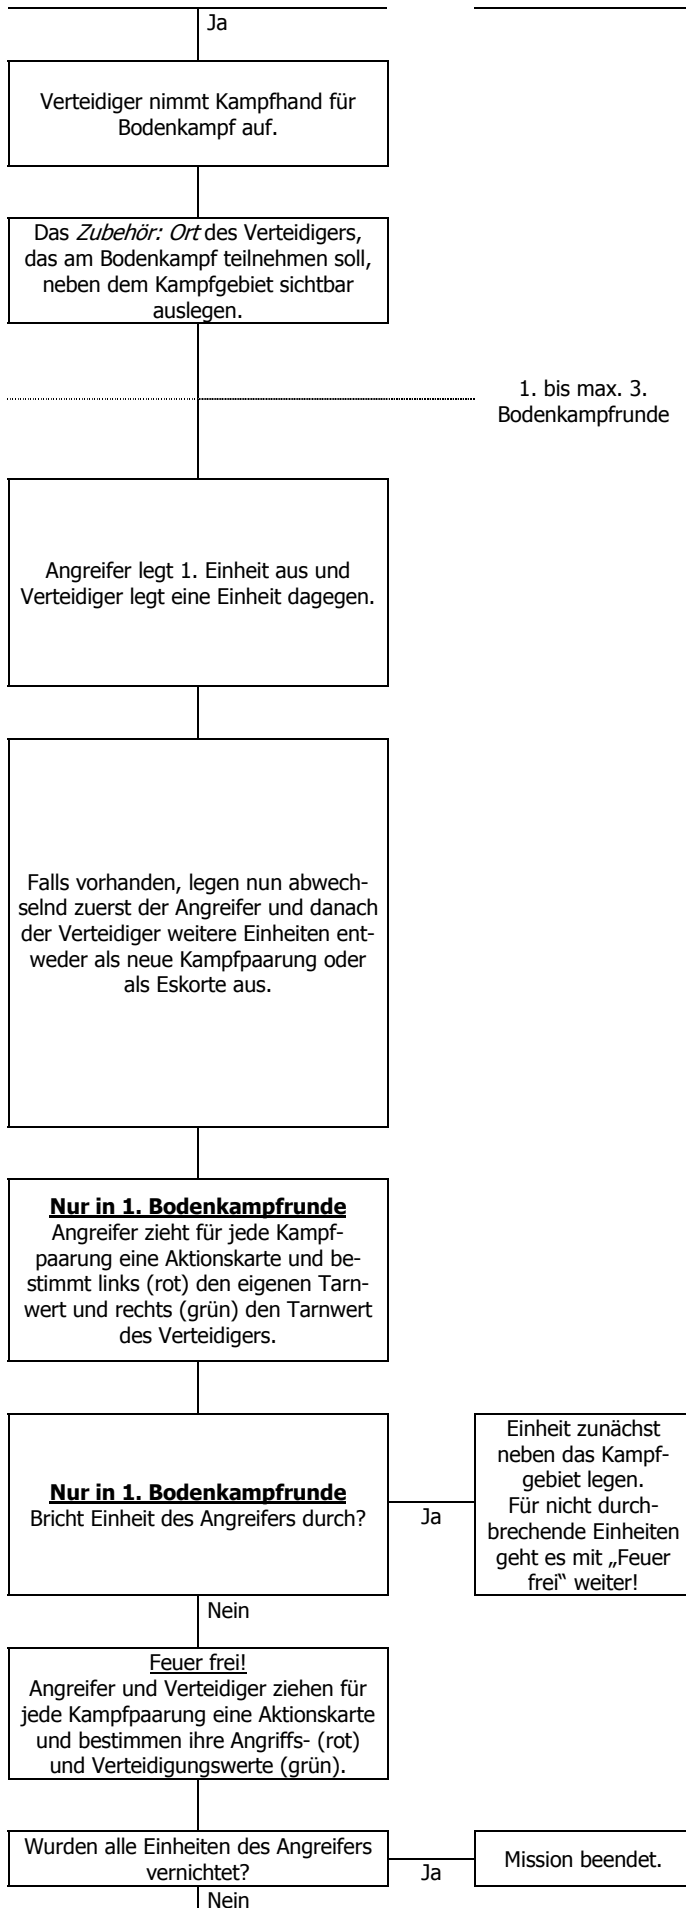 Ja
Verteidiger nimmt Kampfhand für
Bodenkampf auf.
Das Zubehör: Ort des Verteidigers,
das am Bodenkampf teilnehmen soll,
neben dem Kampfgebiet sichtbar
auslegen.
1. bis max. 3.
Bodenkampfrunde
Angreifer legt 1. Einheit aus und
Verteidiger legt eine Einheit dagegen.
Falls vorhanden, legen nun abwech-
selnd zuerst der Angreifer und danach
der Verteidiger weitere Einheiten ent-
weder als neue Kampfpaarung oder
als Eskorte aus.
Nur in 1. Bodenkampfrunde
Angreifer zieht für jede Kampf-
paarung eine Aktionskarte und be-
stimmt links (rot) den eigenen Tarn-
wert und rechts (grün) den Tarnwert
des Verteidigers.
Nur in 1. Bodenkampfrunde
Bricht Einheit des Angreifers durch?
Ja
Einheit zunächst
neben das Kampf-
gebiet legen.
Für nicht durch-
brechende Einheiten
geht es mit „Feuer
frei“ weiter!
Nein
Feuer frei!
Angreifer und Verteidiger ziehen für
jede Kampfpaarung eine Aktionskarte
und bestimmen ihre Angriffs- (rot)
und Verteidigungswerte (grün).
Wurden alle Einheiten des Angreifers
vernichtet?
Ja
Mission beendet.
Nein